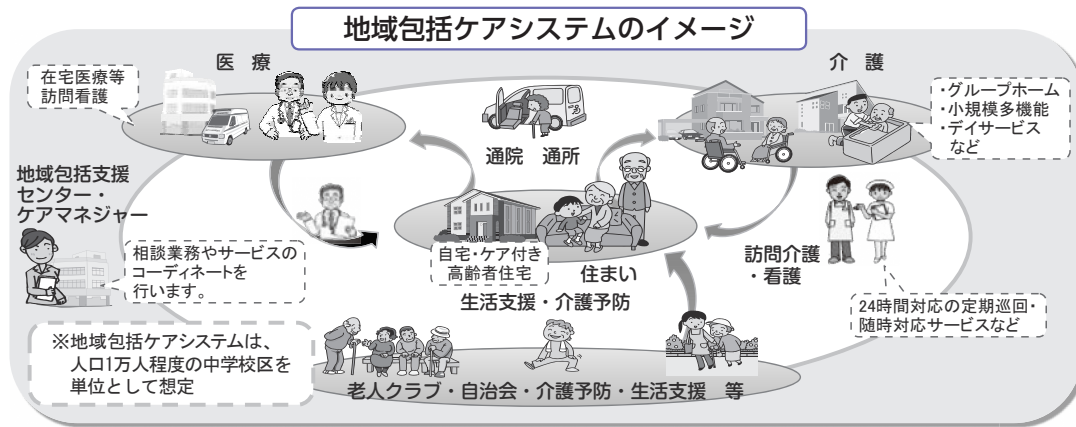 地域包括ケアシステムのイメージ
医　療
介　護
在宅医療等
訪問看護
・グループホーム
・小規模多機能
・デイサービス
など
通院　通所
地域包括支援
センター・
ケアマネジャー
相談業務やサービスの
コーディネートを
行います。
自宅・ケア付き
高齢者住宅
住まい
訪問介護
・看護
生活支援・介護予防
24時間対応の定期巡回・
随時対応サービスなど
※地域包括ケアシステムは、
人口1万人程度の中学校区を
単位として想定
老人クラブ・自治会・介護予防・生活支援　等